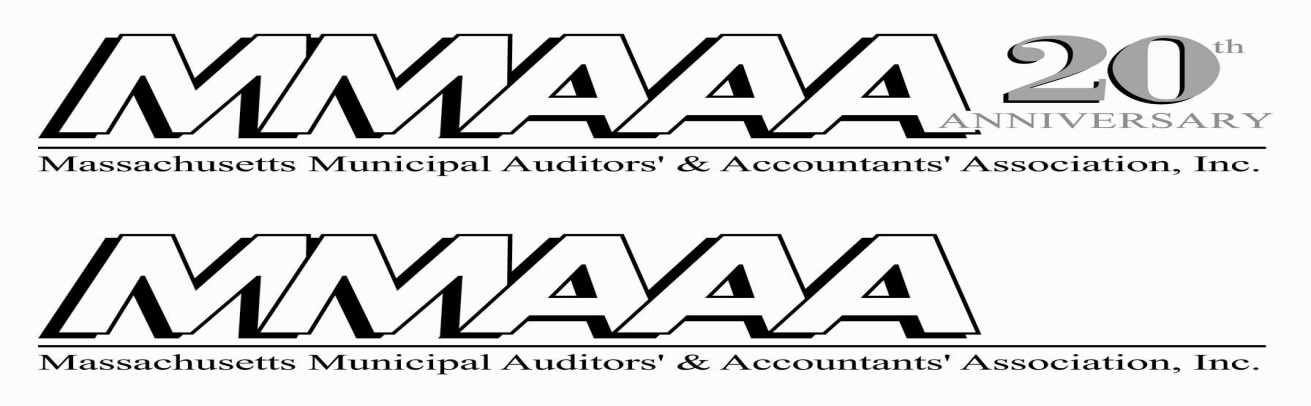 MMAAA 20th
ANNIVERSARY
Massachusetts Municipal Auditors' & Accountants' Association, Inc.
MMAAA
Massachusetts Municipal Auditors' & Accountants' Association, Inc.